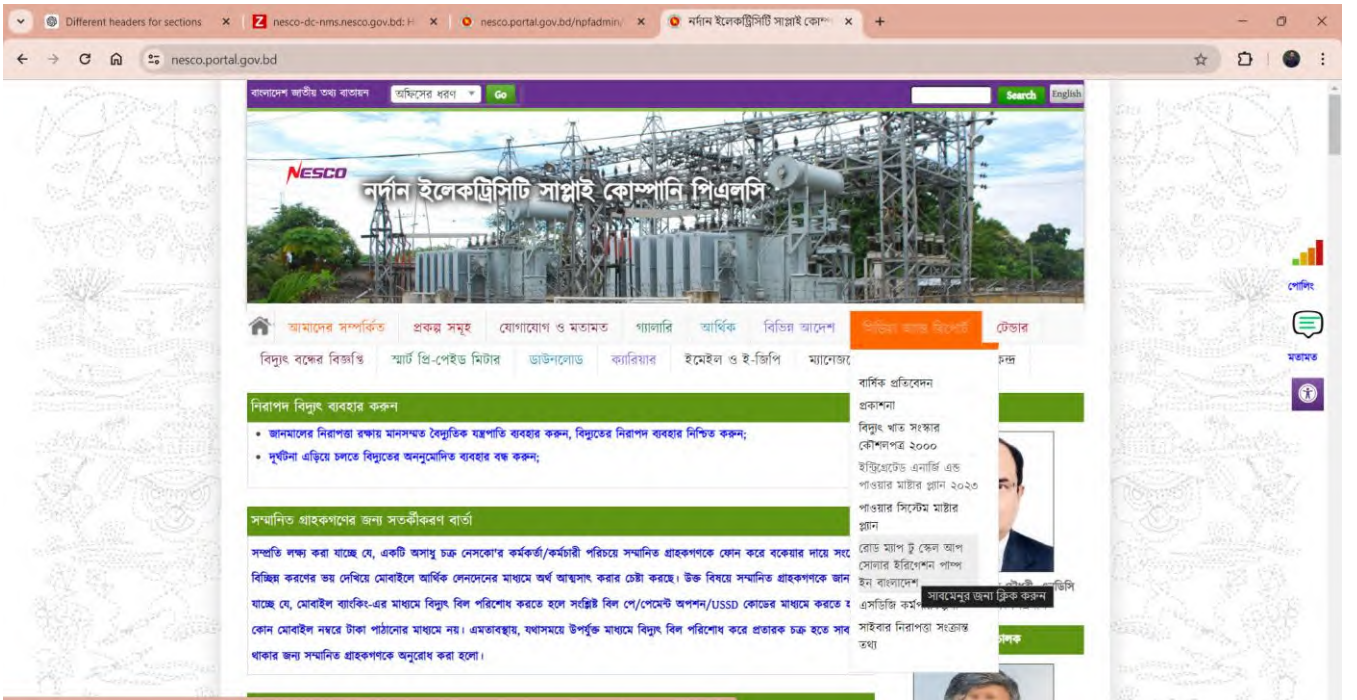 Different headers for sections
nesco-dc-nms.nesco.gov.bd: H
nesco.portal.gov.bd/npfadmin/
নর্দান ইলেকট্রিসিটি সাপ্লাই কোম্প
nesco.portal.gov.bd
বাংলাদেশ জাতীয় তথ্য বাতায়ন
অফিসের ধরণ
Go
Search
English
NESCO
নর্দান ইলেকট্রিসিটি সাপ্লাই কোম্পানি পিএলসি
পোলিং
মতামত
আমাদের সম্পর্কিত প্রকল্প সমূহ যোগাযোগ ও মতামত গ্যালারি আর্থিক বিভিন্ন আদেশ টেন্ডার
বিদ্যুৎ বন্ধের বিজ্ঞপ্তি স্মার্ট প্রি-পেইড মিটার ডাউনলোড ক্যারিয়ার ইমেইল ও ই-জিপি
নিরাপদ বিদ্যুৎ ব্যবহার করুন
• জানমালের নিরাপত্তা রক্ষায় মানসম্মত বৈদ্যুতিক যন্ত্রপাতি ব্যবহার করুন, বিদ্যুতের নিরাপদ ব্যবহার নিশ্চিত করুন;
• দূর্ঘটনা এড়িয়ে চলতে বিদ্যুতের অননুমোদিত ব্যবহার বন্ধ করুন;
সম্মানিত গ্রাহকগণের জন্য সতর্কীকরণ বার্তা
সম্প্রতি লক্ষ্য করা যাচ্ছে যে, একটি অসাধু চক্র নেসকো'র কর্মকর্তা/কর্মচারী পরিচয়ে সম্মানিত গ্রাহকগণকে ফোন করে বকেয়ার দায়ে সংে
বিচ্ছিন্ন করণের ভয় দেখিয়ে মোবাইলে আর্থিক লেনদেনের মাধ্যমে অর্থ আত্মসাৎ করার চেষ্টা করছে। উক্ত বিষয়ে সম্মানিত গ্রাহকগণকে জান
যাচ্ছে যে, মোবাইল ব্যাংকিং-এর মাধ্যমে বিদ্যুৎ বিল পরিশোধ করতে হলে সংশ্লিষ্ট বিল পে/পেমেন্ট অপশন/USSD কোডের মাধ্যমে করতে হ
কোন মোবাইল নম্বরে টাকা পাঠানোর মাধ্যমে নয়। এমতাবস্থায়, যথাসময়ে উপর্যুক্ত মাধ্যমে বিদ্যুৎ বিল পরিশোধ করে প্রতারক চক্র হতে সাব
থাকার জন্য সম্মানিত গ্রাহকগণকে অনুরোধ করা হলো।
বার্ষিক প্রতিবেদন
প্রকাশনা
বিদ্যুৎ খাত সংস্কার
কৌশলপত্র ২০০০
ইন্ট্রিগ্রেটেড এনার্জি এন্ড
পাওয়ার মাষ্টার প্ল্যান ২০২৩
পাওয়ার সিস্টেম মাষ্টার
প্ল্যান
রোড ম্যাপ টু স্কেল আপ
সোলার ইরিগেশন পাম্প
ইন বাংলাদেশ
সাবমেনুর জন্য ক্লিক করুন
এসডিজি
সাইবার নিরাপত্তা সংক্রান্ত
তথ্য